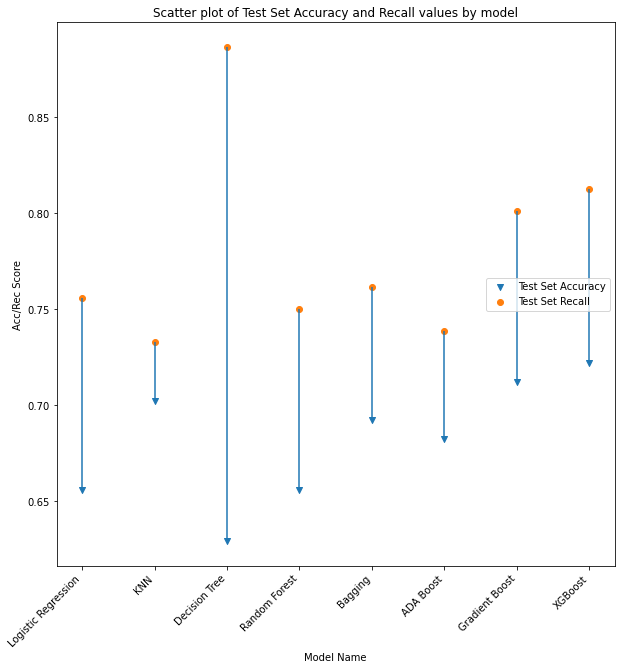 Scatter plot of Test Set Accuracy and Recall values by model
Acc/Rec Score
0.85
0.80
0.75
0.70
0.65
Test Set Accuracy
Test Set Recall
Logistic Regression
KNN
Decision Tree
Random Forest
Bagging
ADA Boost
Gradient Boost
XGBoost
Model Name